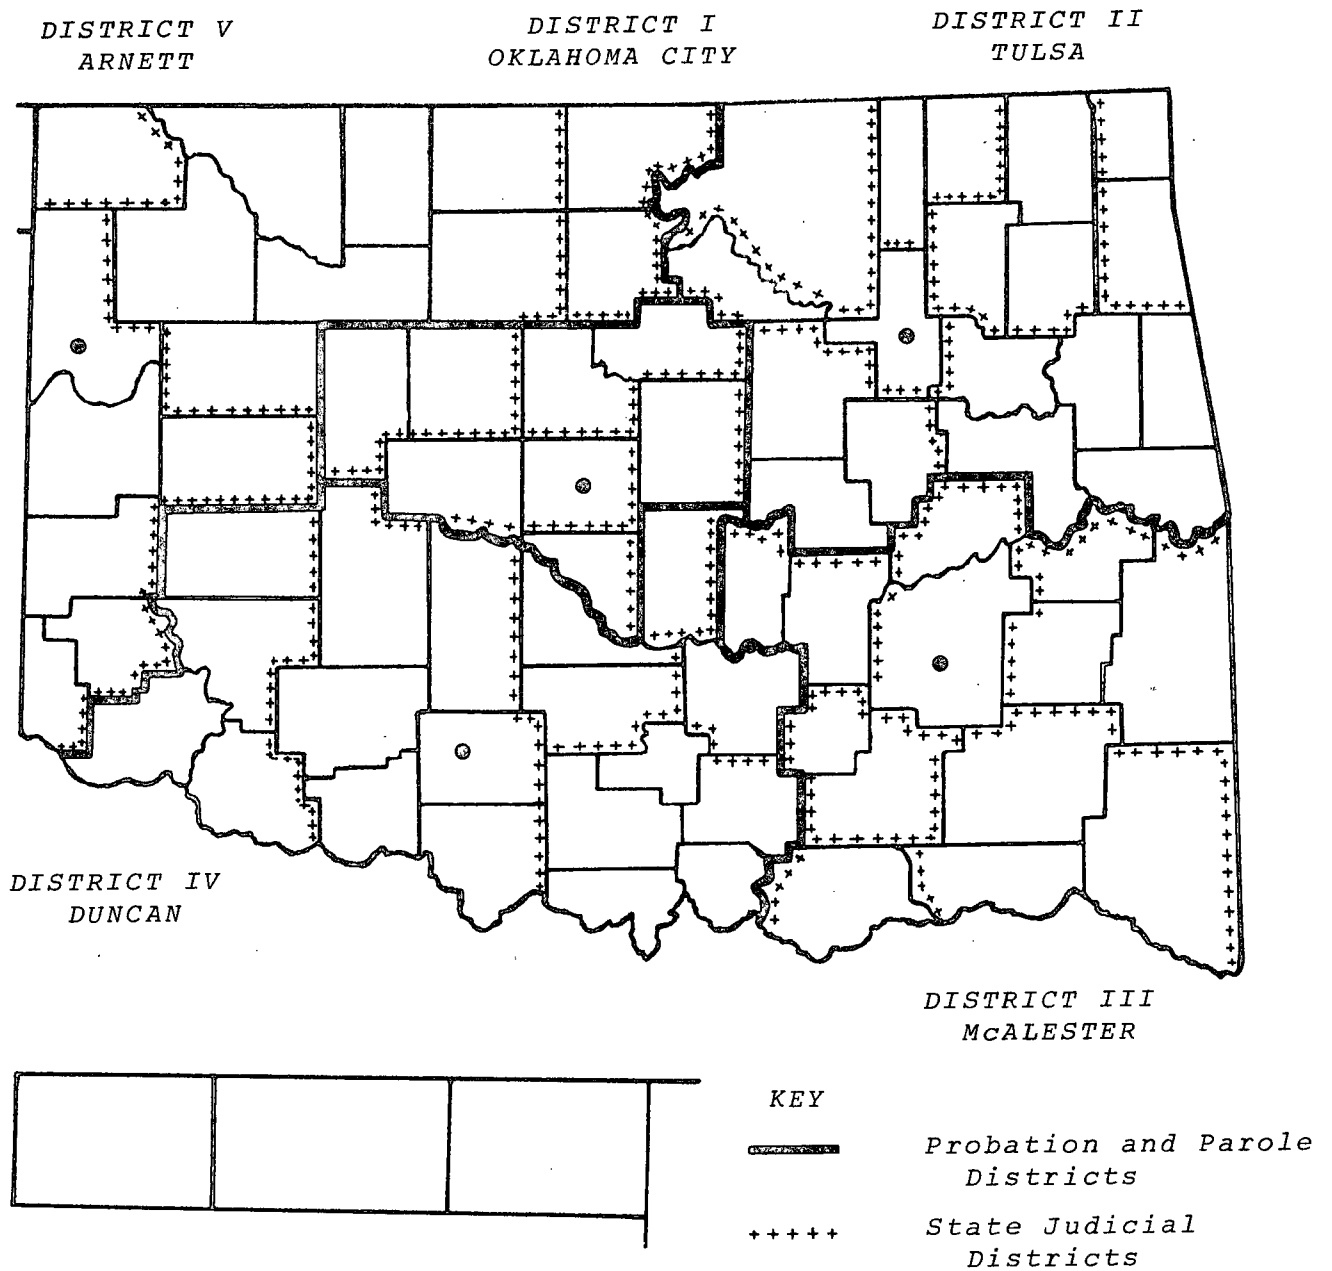 DISTRICT V
ARNETT
DISTRICT I
OKLAHOMA CITY
DISTRICT II
TULSA
DISTRICT IV
DUNCAN
DISTRICT III
McALESTER
KEY
Probation and Parole
Districts
+++++ State Judicial
Districts